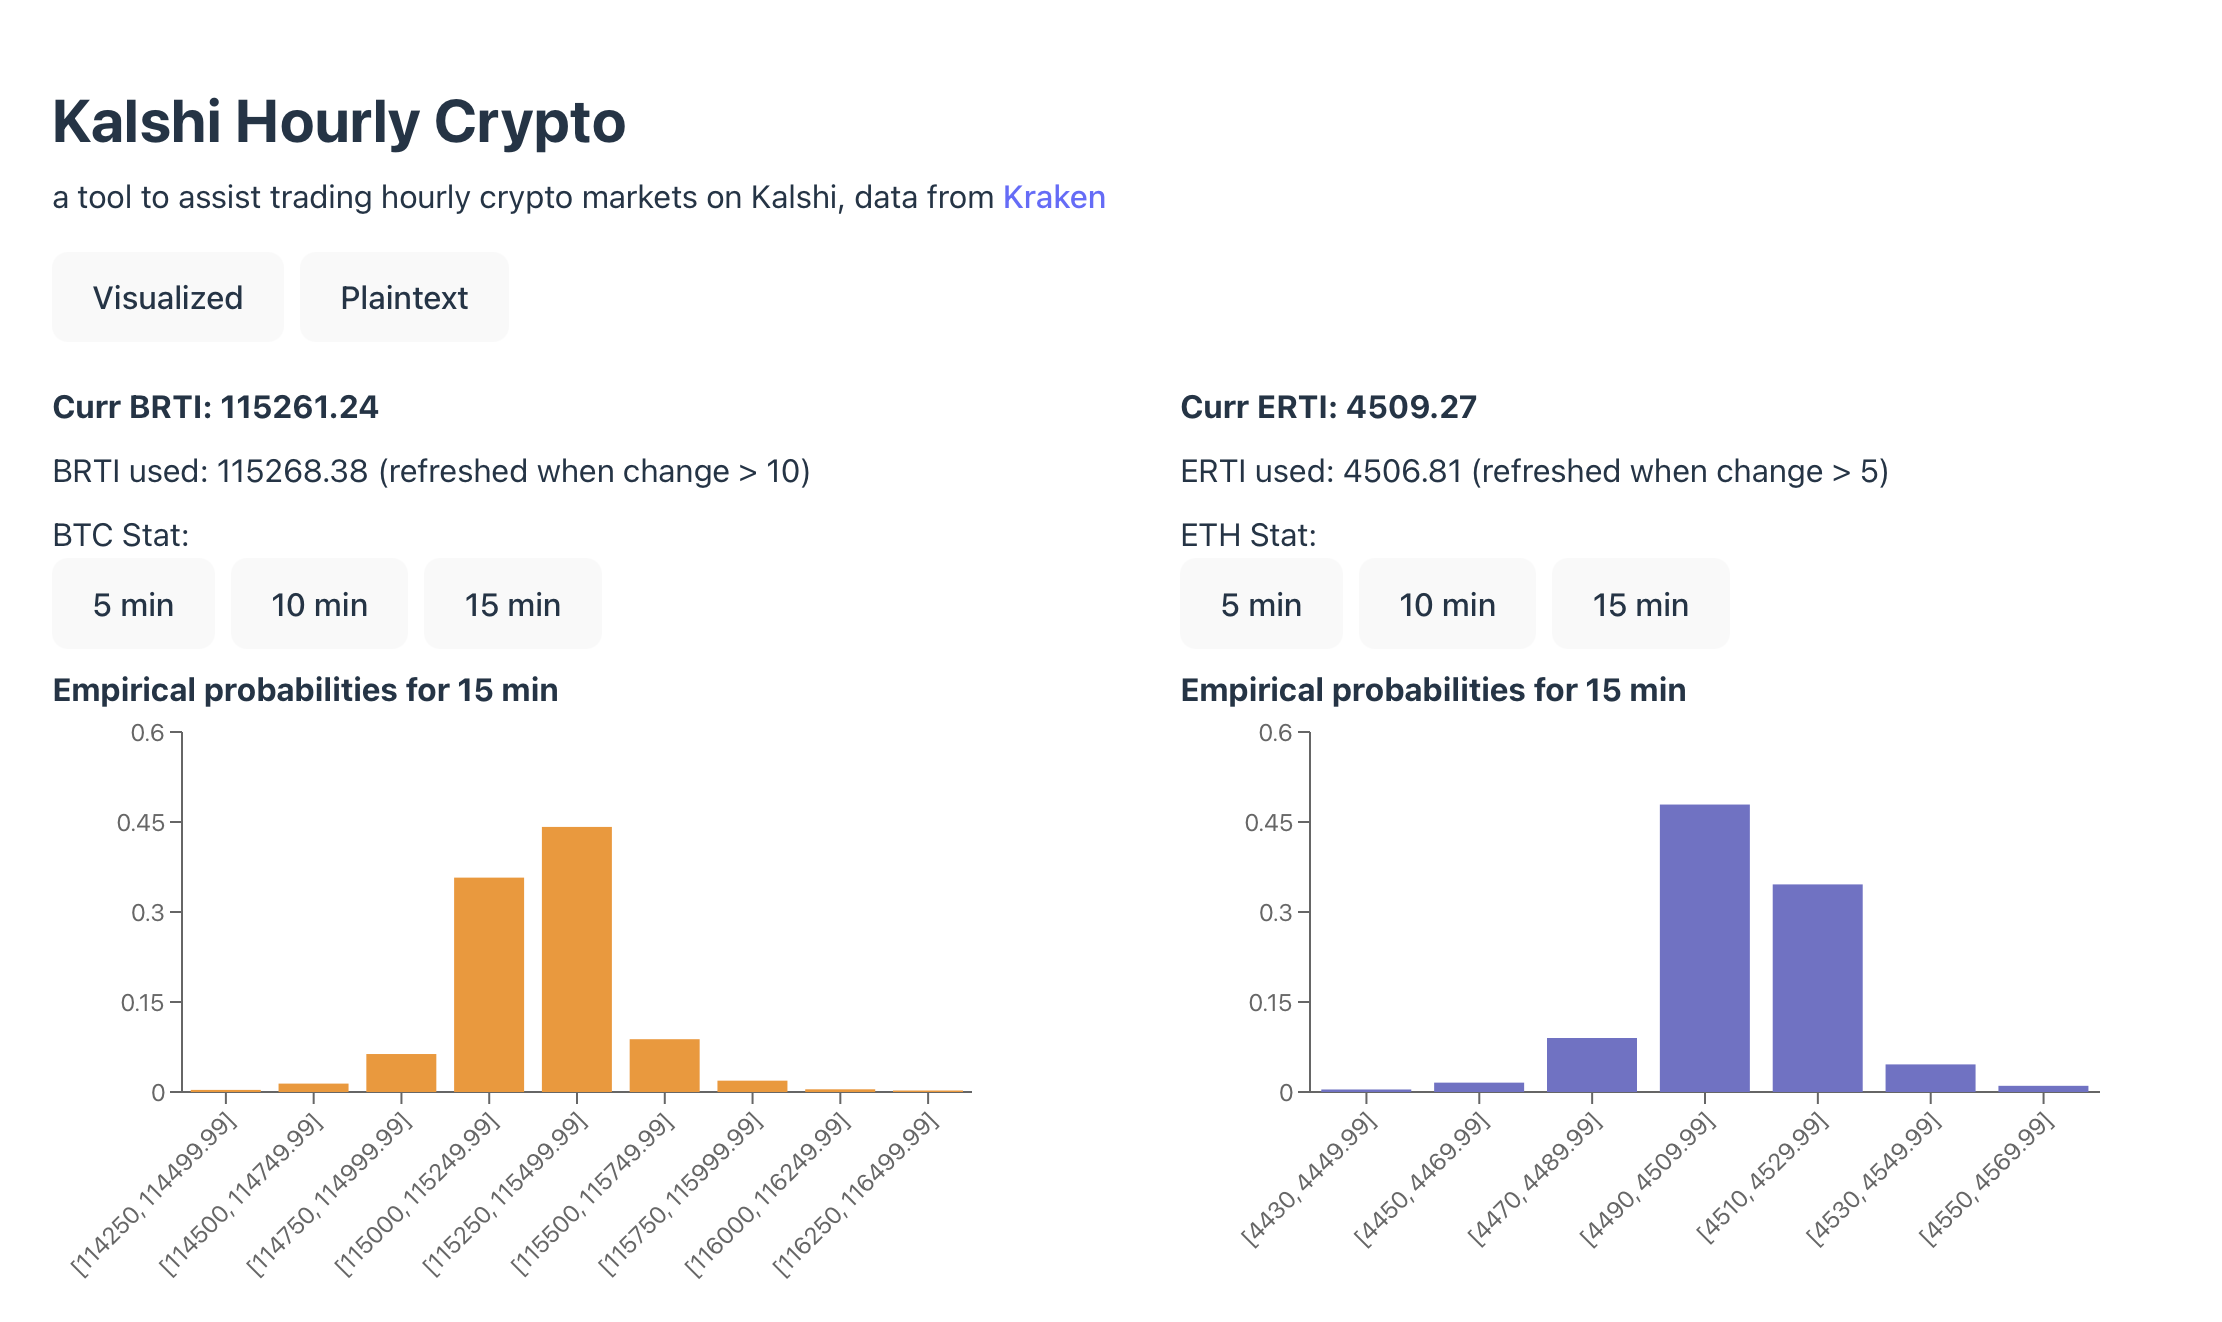 Kalshi Hourly Crypto
a tool to assist trading hourly crypto markets on Kalshi, data from Kraken
Visualized
Plaintext
Curr BRTI: 115261.24
BRTI used: 115268.38 (refreshed when change > 10)
BTC Stat:
5 min
10 min
15 min
Empirical probabilities for 15 min
0.6
0.45
0.3
0.15
0
[114250, 114499.99]
[114500, 114749.99]
[114750, 114999.99]
[115000, 115249.99]
[115250, 115499.99]
[115500, 115749.99]
[115750, 115999.99]
[116000, 116249.99]
[116250, 116499.99]
Curr ERTI: 4509.27
ERTI used: 4506.81 (refreshed when change > 5)
ETH Stat:
5 min
10 min
15 min
Empirical probabilities for 15 min
0.6
0.45
0.3
0.15
0
[4430, 4449.99]
[4450, 4469.99]
[4470, 4489.99]
[4490, 4509.99]
[4510, 4529.99]
[4530, 4549.99]
[4550, 4569.99]